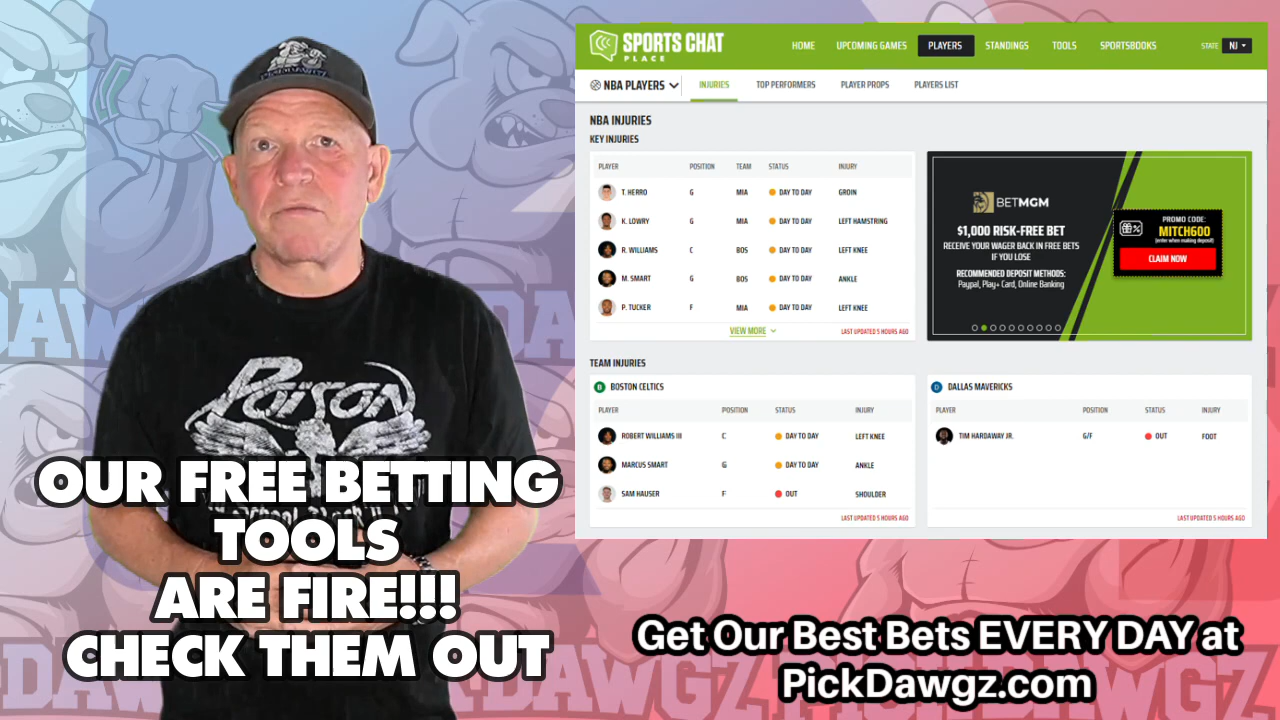 SPORTS CHAT
PLACE
HOME UPCOMING GAMES PLAYERS STANDINGS TOOLS SPORTSBOOKS STATE NJ
NBA PLAYERS INJURIES TOP PERFORMERS PLAYER PROPS PLAYERS LIST
NBA INJURIES
KEY INJURIES
PLAYER POSITION TEAM STATUS INJURY
T. HERRO G MIA DAY TO DAY GROIN
K. LOWRY G MIA DAY TO DAY LEFT HAMSTRING
R. WILLIAMS C BOS DAY TO DAY LEFT KNEE
M. SMART G BOS DAY TO DAY ANKLE
P. TUCKER F MIA DAY TO DAY LEFT KNEE
VIEW MORE LAST UPDATED 5 HOURS AGO
BETMGM
$1,000 RISK-FREE BET
RECEIVE YOUR WAGER BACK IN FREE BETS
IF YOU LOSE
RECOMMENDED DEPOSIT METHODS:
Paypal, Play+ Card, Online Banking
PROMO CODE:
MITCH600
(enter when making deposit)
CLAIM NOW
TEAM INJURIES
B BOSTON CELTICS
PLAYER POSITION STATUS INJURY
ROBERT WILLIAMS III C DAY TO DAY LEFT KNEE
MARCUS SMART G DAY TO DAY ANKLE
SAM HAUSER F OUT SHOULDER
LAST UPDATED 5 HOURS AGO
D DALLAS MAVERICKS
PLAYER POSITION STATUS INJURY
TIM HARDAWAY JR. G/F OUT FOOT
LAST UPDATED 5 HOURS AGO
PICKDAWGZ
Poison
OUR FREE BETTING
TOOLS
ARE FIRE!!!
CHECK THEM OUT
Get Our Best Bets EVERY DAY at
PickDawgz.com